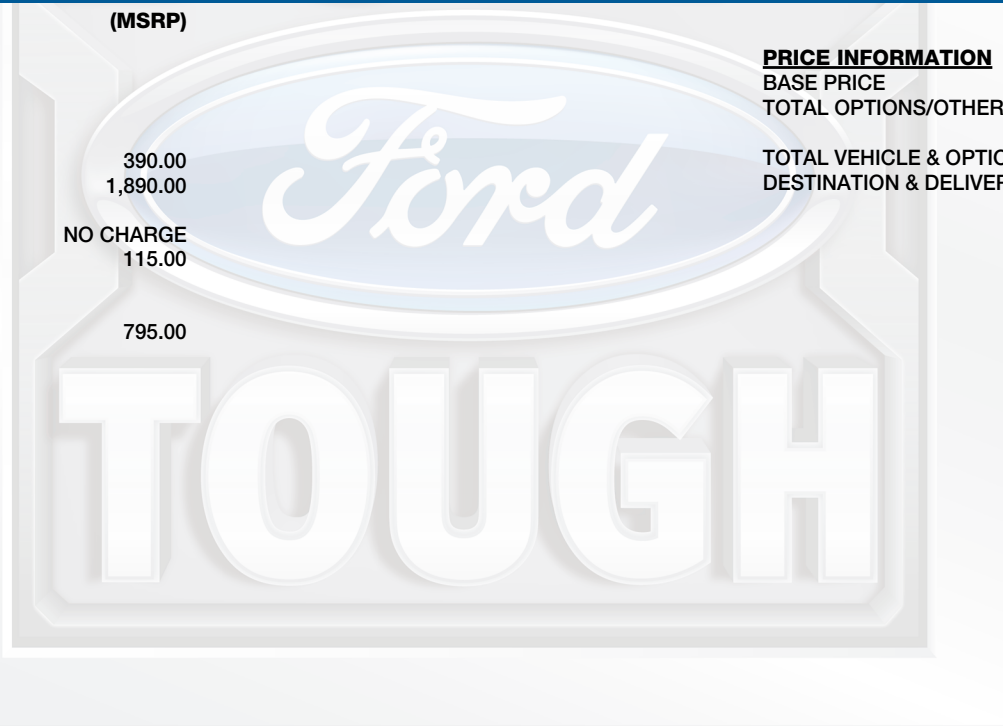 (MSRP)
390.00
1,890.00
NO CHARGE
115.00
795.00
PRICE INFORMATION
BASE PRICE
TOTAL OPTIONS/OTHER
TOTAL VEHICLE & OPTIO
DESTINATION & DELIVER
Ford
TOUGH